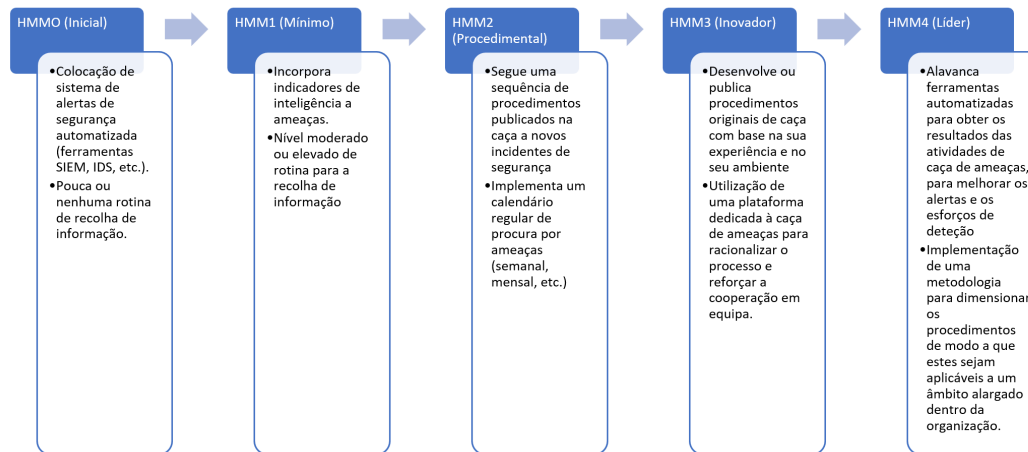 HMMO (Inicial)
•Colocação de
sistema de
alertas de
segurança
automatizada
(ferramentas
SIEM, IDS, etc.).
•Pouca ou
nenhuma rotina
de recolha de
informação.
HMM1 (Mínimo)
•Incorpora
indicadores de
inteligência a
ameaças.
•Nível moderado
ou elevado de
rotina para a
recolha de
informação
HMM2
(Procedimental)
•Segue uma
sequência de
procedimentos
publicados na
caça a novos
incidentes de
segurança
•Implementa um
calendário
regular de
procura por
ameaças
(semanal,
mensal, etc.)
HMM3 (Inovador)
•Desenvolve ou
publica
procedimentos
originais de caça
com base na sua
experiência e no
seu ambiente
•Utilização de
uma plataforma
dedicada à caça
de ameaças para
racionalizar o
processo e
reforçar a
cooperação em
equipa.
HMM4 (Líder)
•Alavanca
ferramentas
automatizadas
para obter os
resultados das
atividades de
caça de ameaças,
para melhorar os
alertas e os
esforços de
deteção
•Implementação
de uma
metodologia
para dimensionar
os
procedimentos
de modo a que
estes sejam
aplicáveis a um
âmbito alargado
dentro da
organização.